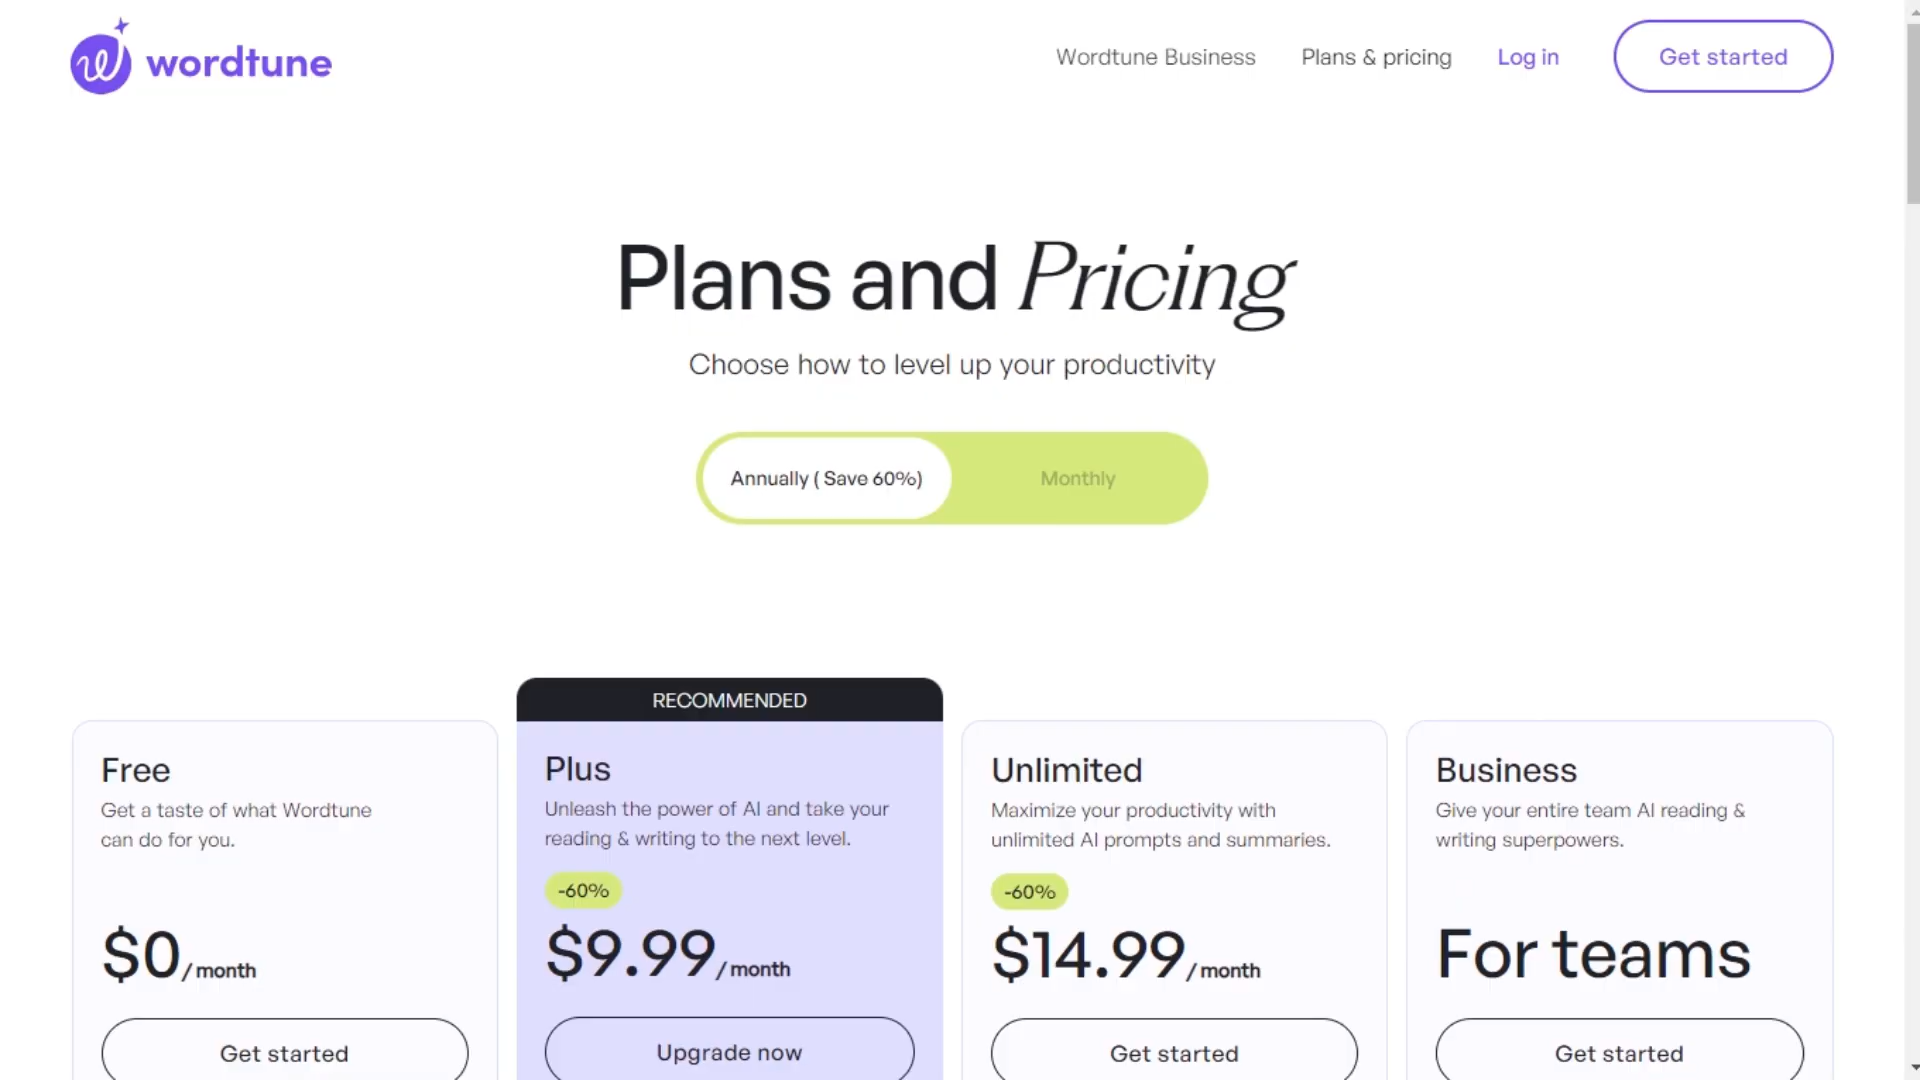 wordtune
Wordtune Business
Plans & pricing
Log in
Get started
Plans and Pricing
Choose how to level up your productivity
Annually ( Save 60%)
Monthly
RECOMMENDED
Free
Get a taste of what Wordtune
can do for you.
$0/ month
Get started
Plus
Unleash the power of AI and take your
reading & writing to the next level.
-60%
$9.99/ month
Upgrade now
Unlimited
Maximize your productivity with
unlimited AI prompts and summaries.
-60%
$14.99/ month
Get started
Business
Give your entire team AI reading &
writing superpowers.
For teams
Get started